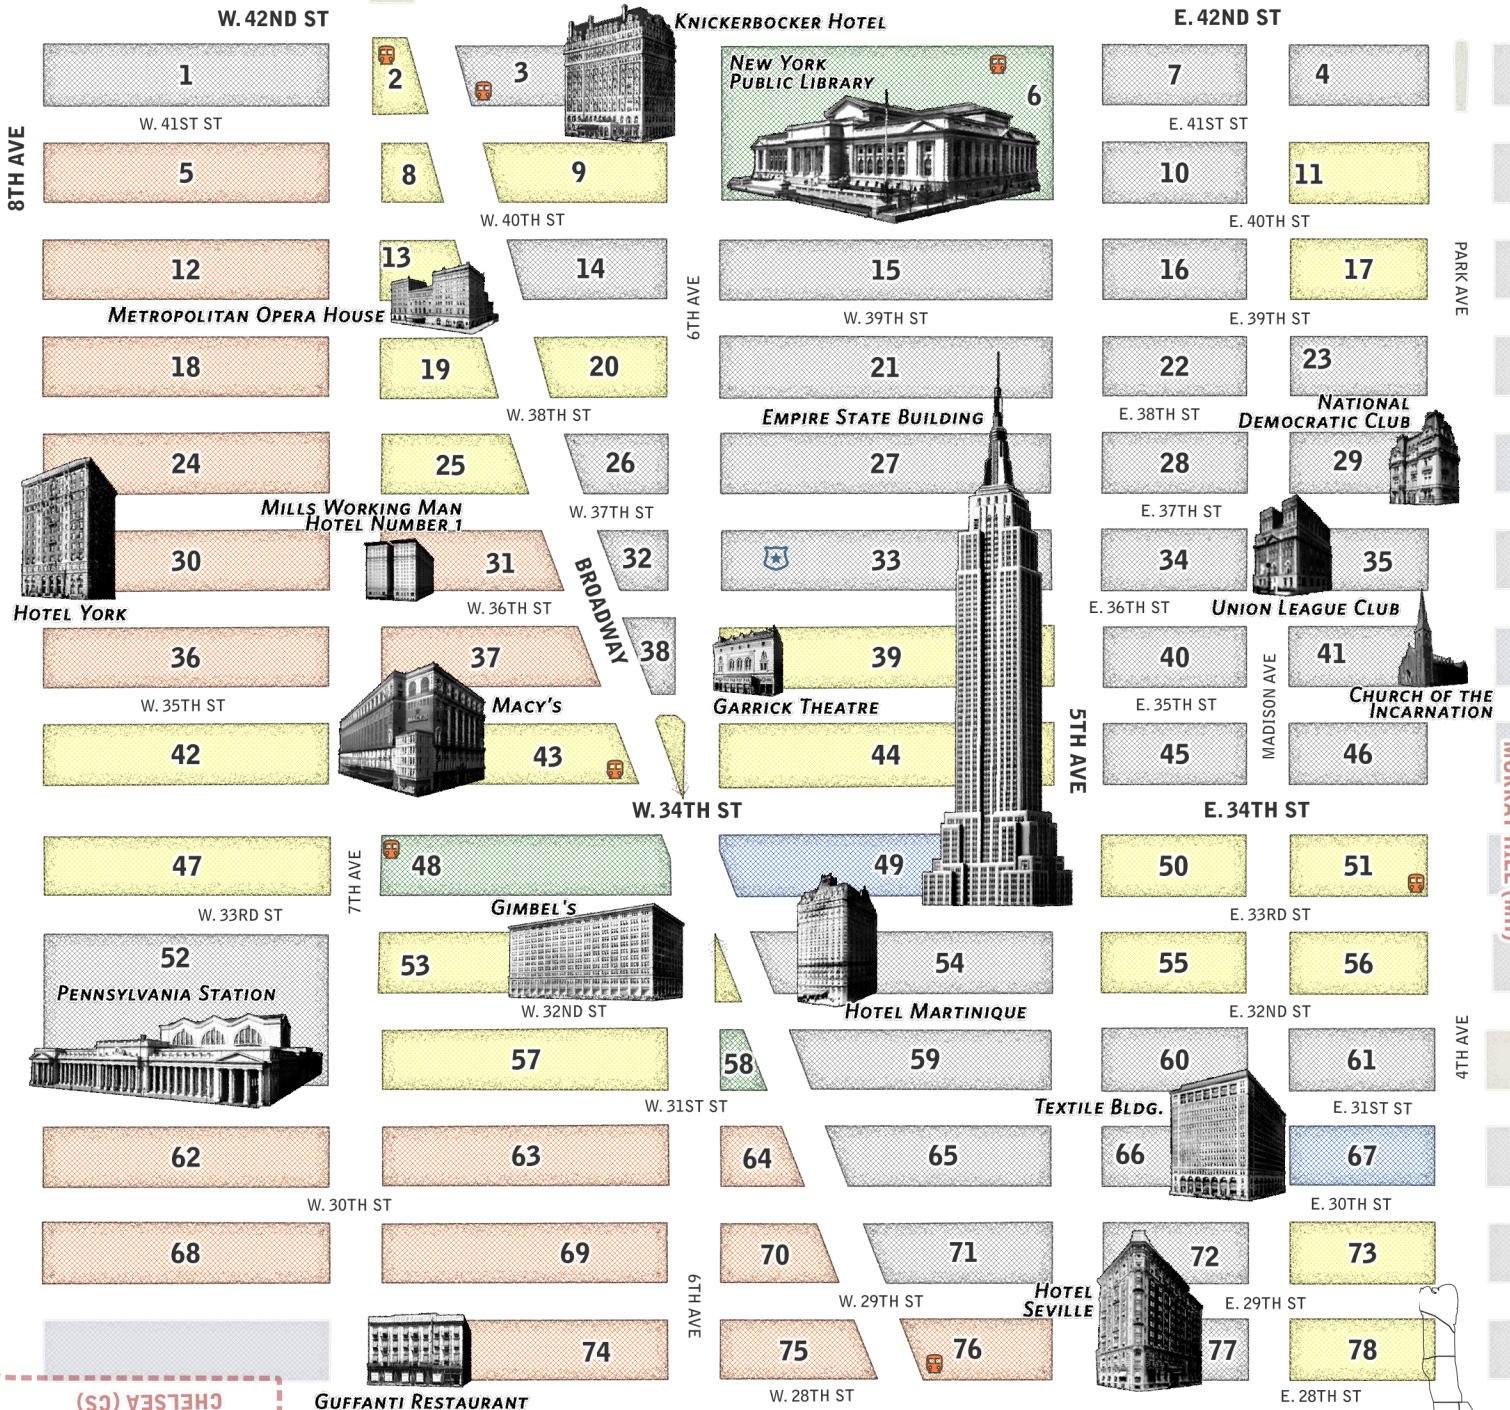 W. 42ND ST
KNICKERBOCKER HOTEL
E. 42ND ST
1
2
3
NEW YORK
PUBLIC LIBRARY
6
7
4
W. 41ST ST
E. 41ST ST
8TH AVE
5
8
9
10
11
W. 40TH ST
E. 40TH ST
12
13
14
15
16
17
PARK AVE
METROPOLITAN OPERA HOUSE
6TH AVE
W. 39TH ST
E. 39TH ST
18
19
20
21
22
23
W. 38TH ST
EMPIRE STATE BUILDING
E. 38TH ST
NATIONAL
DEMOCRATIC CLUB
24
25
26
27
28
29
MILLS WORKING MAN
HOTEL NUMBER 1
W. 37TH ST
E. 37TH ST
30
31
32
33
34
35
BROADWAY
HOTEL YORK
W. 36TH ST
E. 36TH ST
UNION LEAGUE CLUB
36
37
38
39
40
41
W. 35TH ST
MACY'S
GARRICK THEATRE
E. 35TH ST
MADISON AVE
CHURCH OF THE
INCARNATION
42
43
44
5TH AVE
45
46
W. 34TH ST
E. 34TH ST
MURRAY HILL (MH)
47
7TH AVE
48
49
50
51
W. 33RD ST
GIMBEL'S
E. 33RD ST
52
53
54
55
56
PENNSYLVANIA STATION
W. 32ND ST
HOTEL MARTINIQUE
E. 32ND ST
57
58
59
60
61
4TH AVE
W. 31ST ST
TEXTILE BLDG.
E. 31ST ST
62
63
64
65
66
67
W. 30TH ST
E. 30TH ST
68
69
70
71
72
73
6TH AVE
W. 29TH ST
HOTEL
SEVILLE
E. 29TH ST
74
75
76
77
78
CHELSEA (CS)
GUFFANTI RESTAURANT
W. 28TH ST
E. 28TH ST